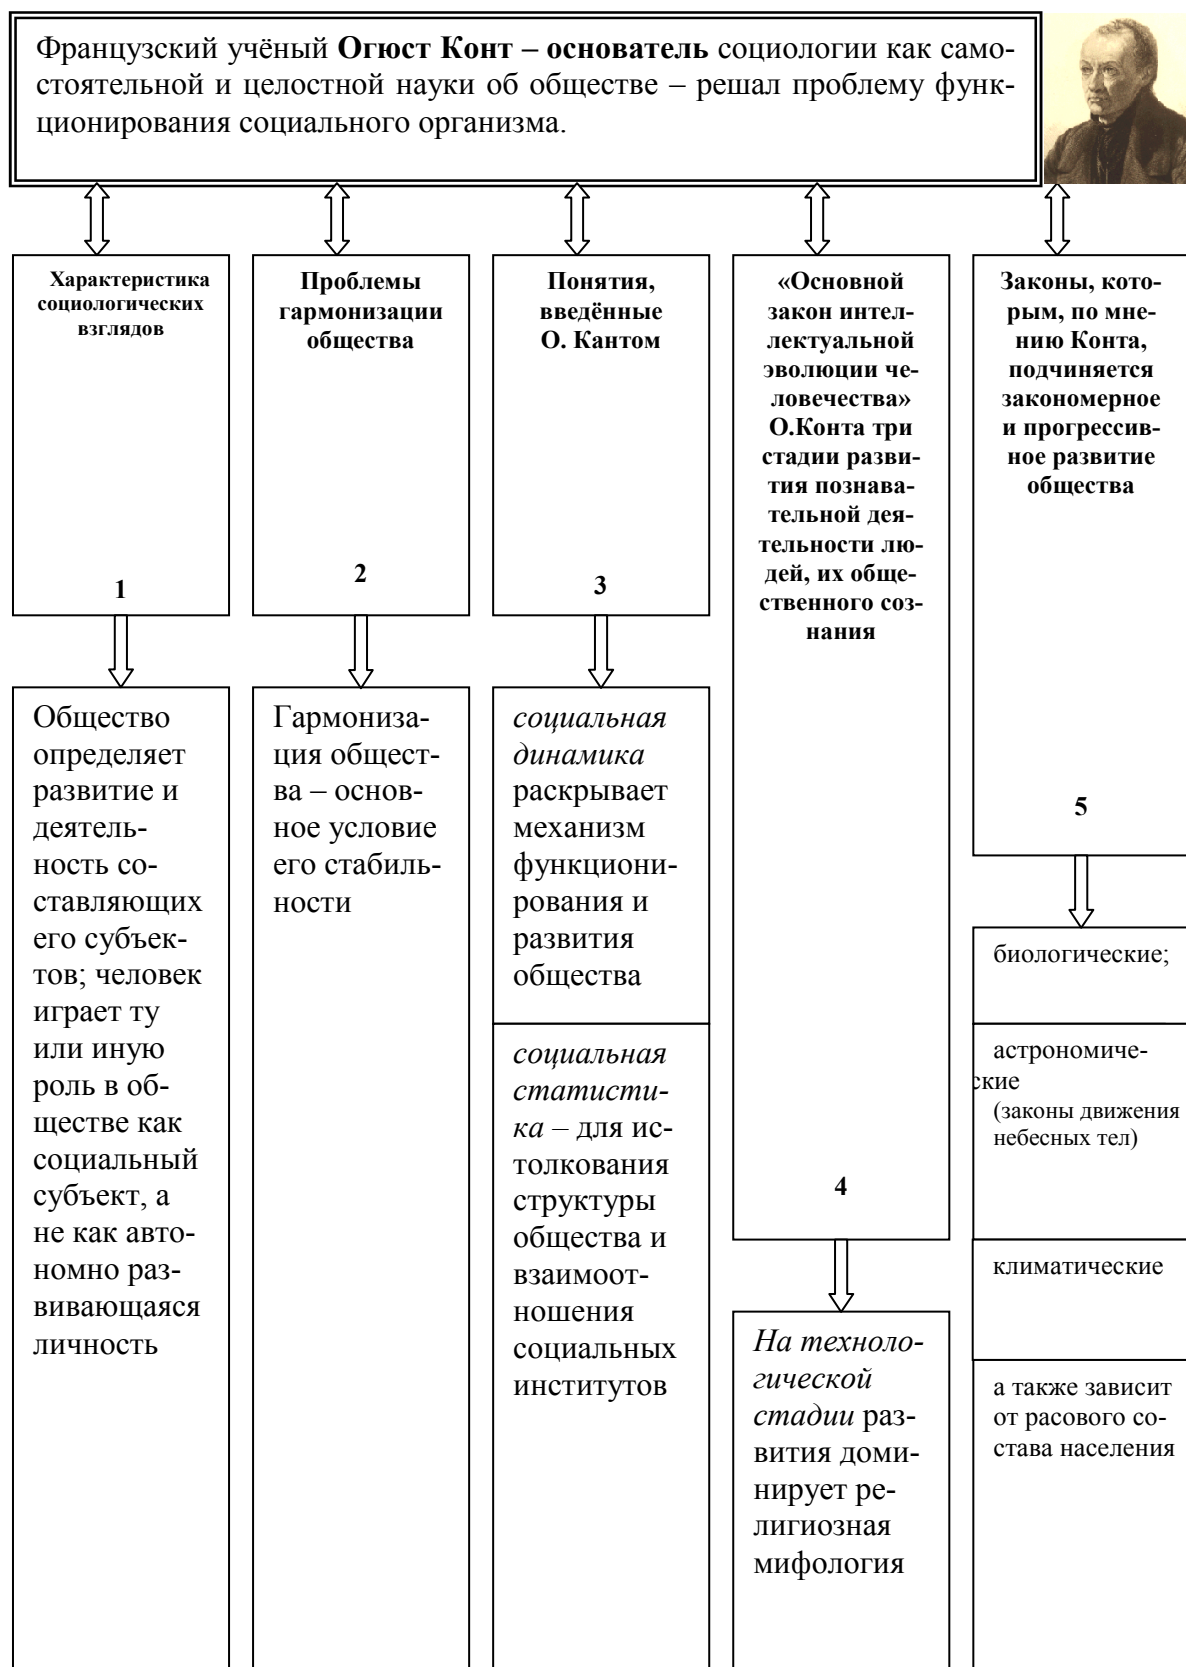 Французский учёный Огюст Конт – основатель социологии как само-
стоятельной и целостной науки об обществе – решал проблему функ-
ционирования социального организма.
Характеристика
социологических
взглядов
1
Проблемы
гармонизации
общества
2
Понятия,
введённые
О. Кантом
3
«Основной
закон интел-
лектуальной
эволюции че-
ловечества»
О.Конта три
стадии разви-
тия познава-
тельной дея-
тельности лю-
дей, их обще-
ственного соз-
нания
4
Законы, кото-
рым, по мне-
нию Конта,
подчиняется
закономерное
и прогрессив-
ное развитие
общества
5
Общество
определяет
развитие и
деятель-
ность со-
ставляющих
его субъек-
тов; человек
играет ту
или иную
роль в об-
ществе как
социальный
субъект, а
не как авто-
номно раз-
вивающаяся
личность
Гармониза-
ция общест-
ва – основ-
ное условие
его стабиль-
ности
социальная
динамика
раскрывает
механизм
функциони-
рования и
развития
общества
социальная
статисти-
ка – для ис-
толкования
структуры
общества и
взаимоот-
ношения
социальных
институтов
На техноло-
гической
стадии раз-
вития доми-
нирует ре-
лигиозная
мифология
биологические;
астрономиче-
ские
(законы движения
небесных тел)
климатические
а также зависит
от расового со-
става населения